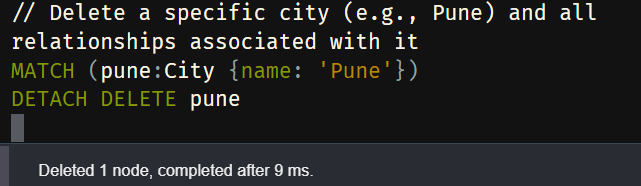 // Delete a specific city (e.g., Pune) and all
relationships associated with it
MATCH (pune:City {name: 'Pune'})
DETACH DELETE pune
Deleted 1 node, completed after 9 ms.